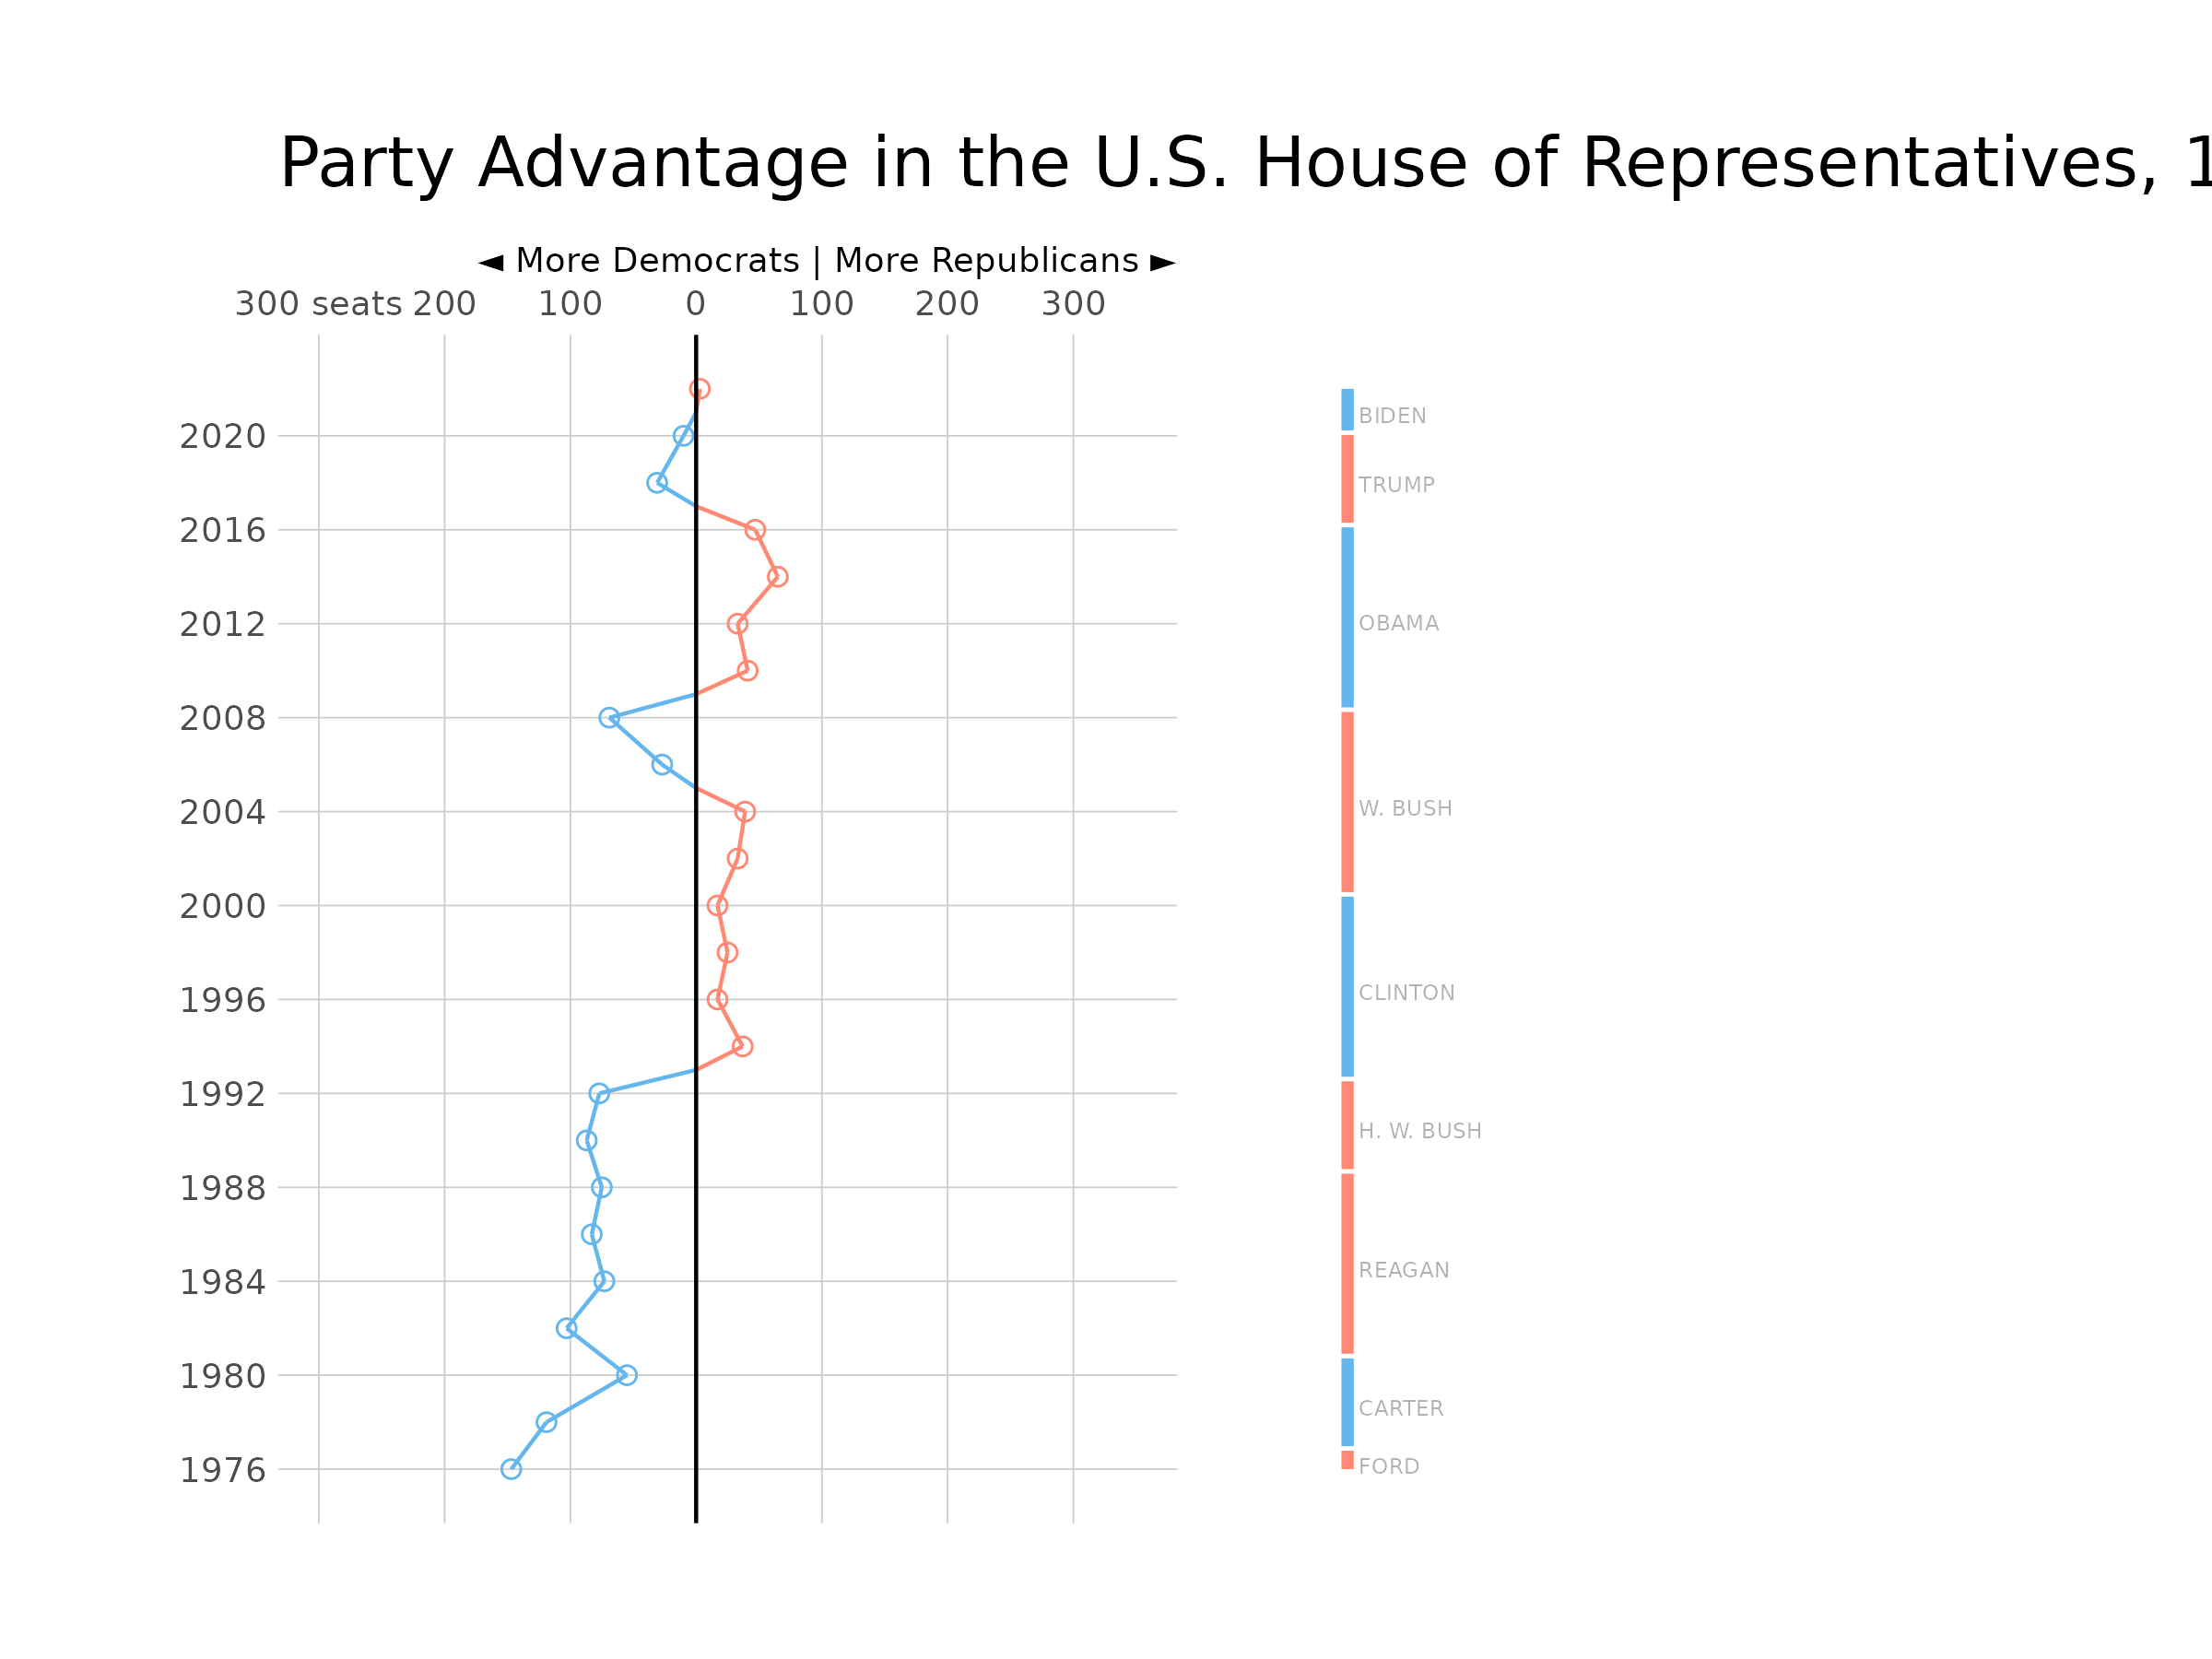 Party Advantage in the U.S. House of Representatives, 1
◄ More Democrats | More Republicans ►
300 seats 200 100 0 100 200 300
2020
2016
2012
2008
2004
2000
1996
1992
1988
1984
1980
1976
BIDEN
TRUMP
OBAMA
W. BUSH
CLINTON
H. W. BUSH
REAGAN
CARTER
FORD